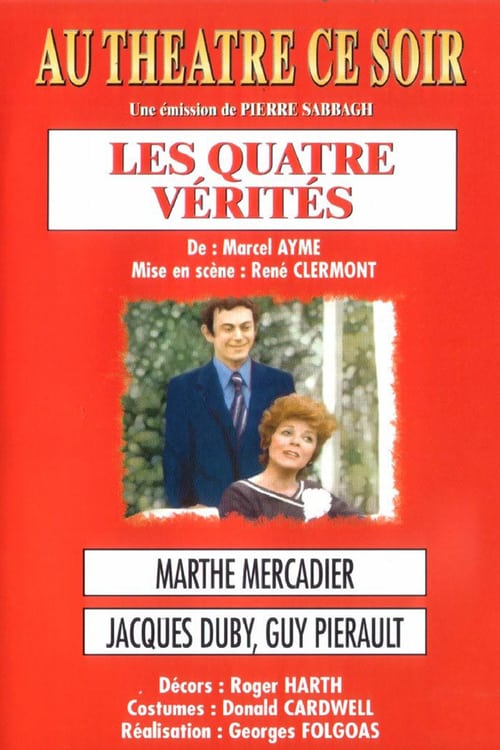 AU THEATRE CE SOIR
Une émission de PIERRE SABBAGH
LES QUATRE
VÉRITÉS
De : Marcel AYME
Mise en scène : René CLERMONT
MARTHE MERCADIER
JACQUES DUBY, GUY PIERAULT
Décors : Roger HARTH
Costumes : Donald CARDWELL
Réalisation : Georges FOLGOAS